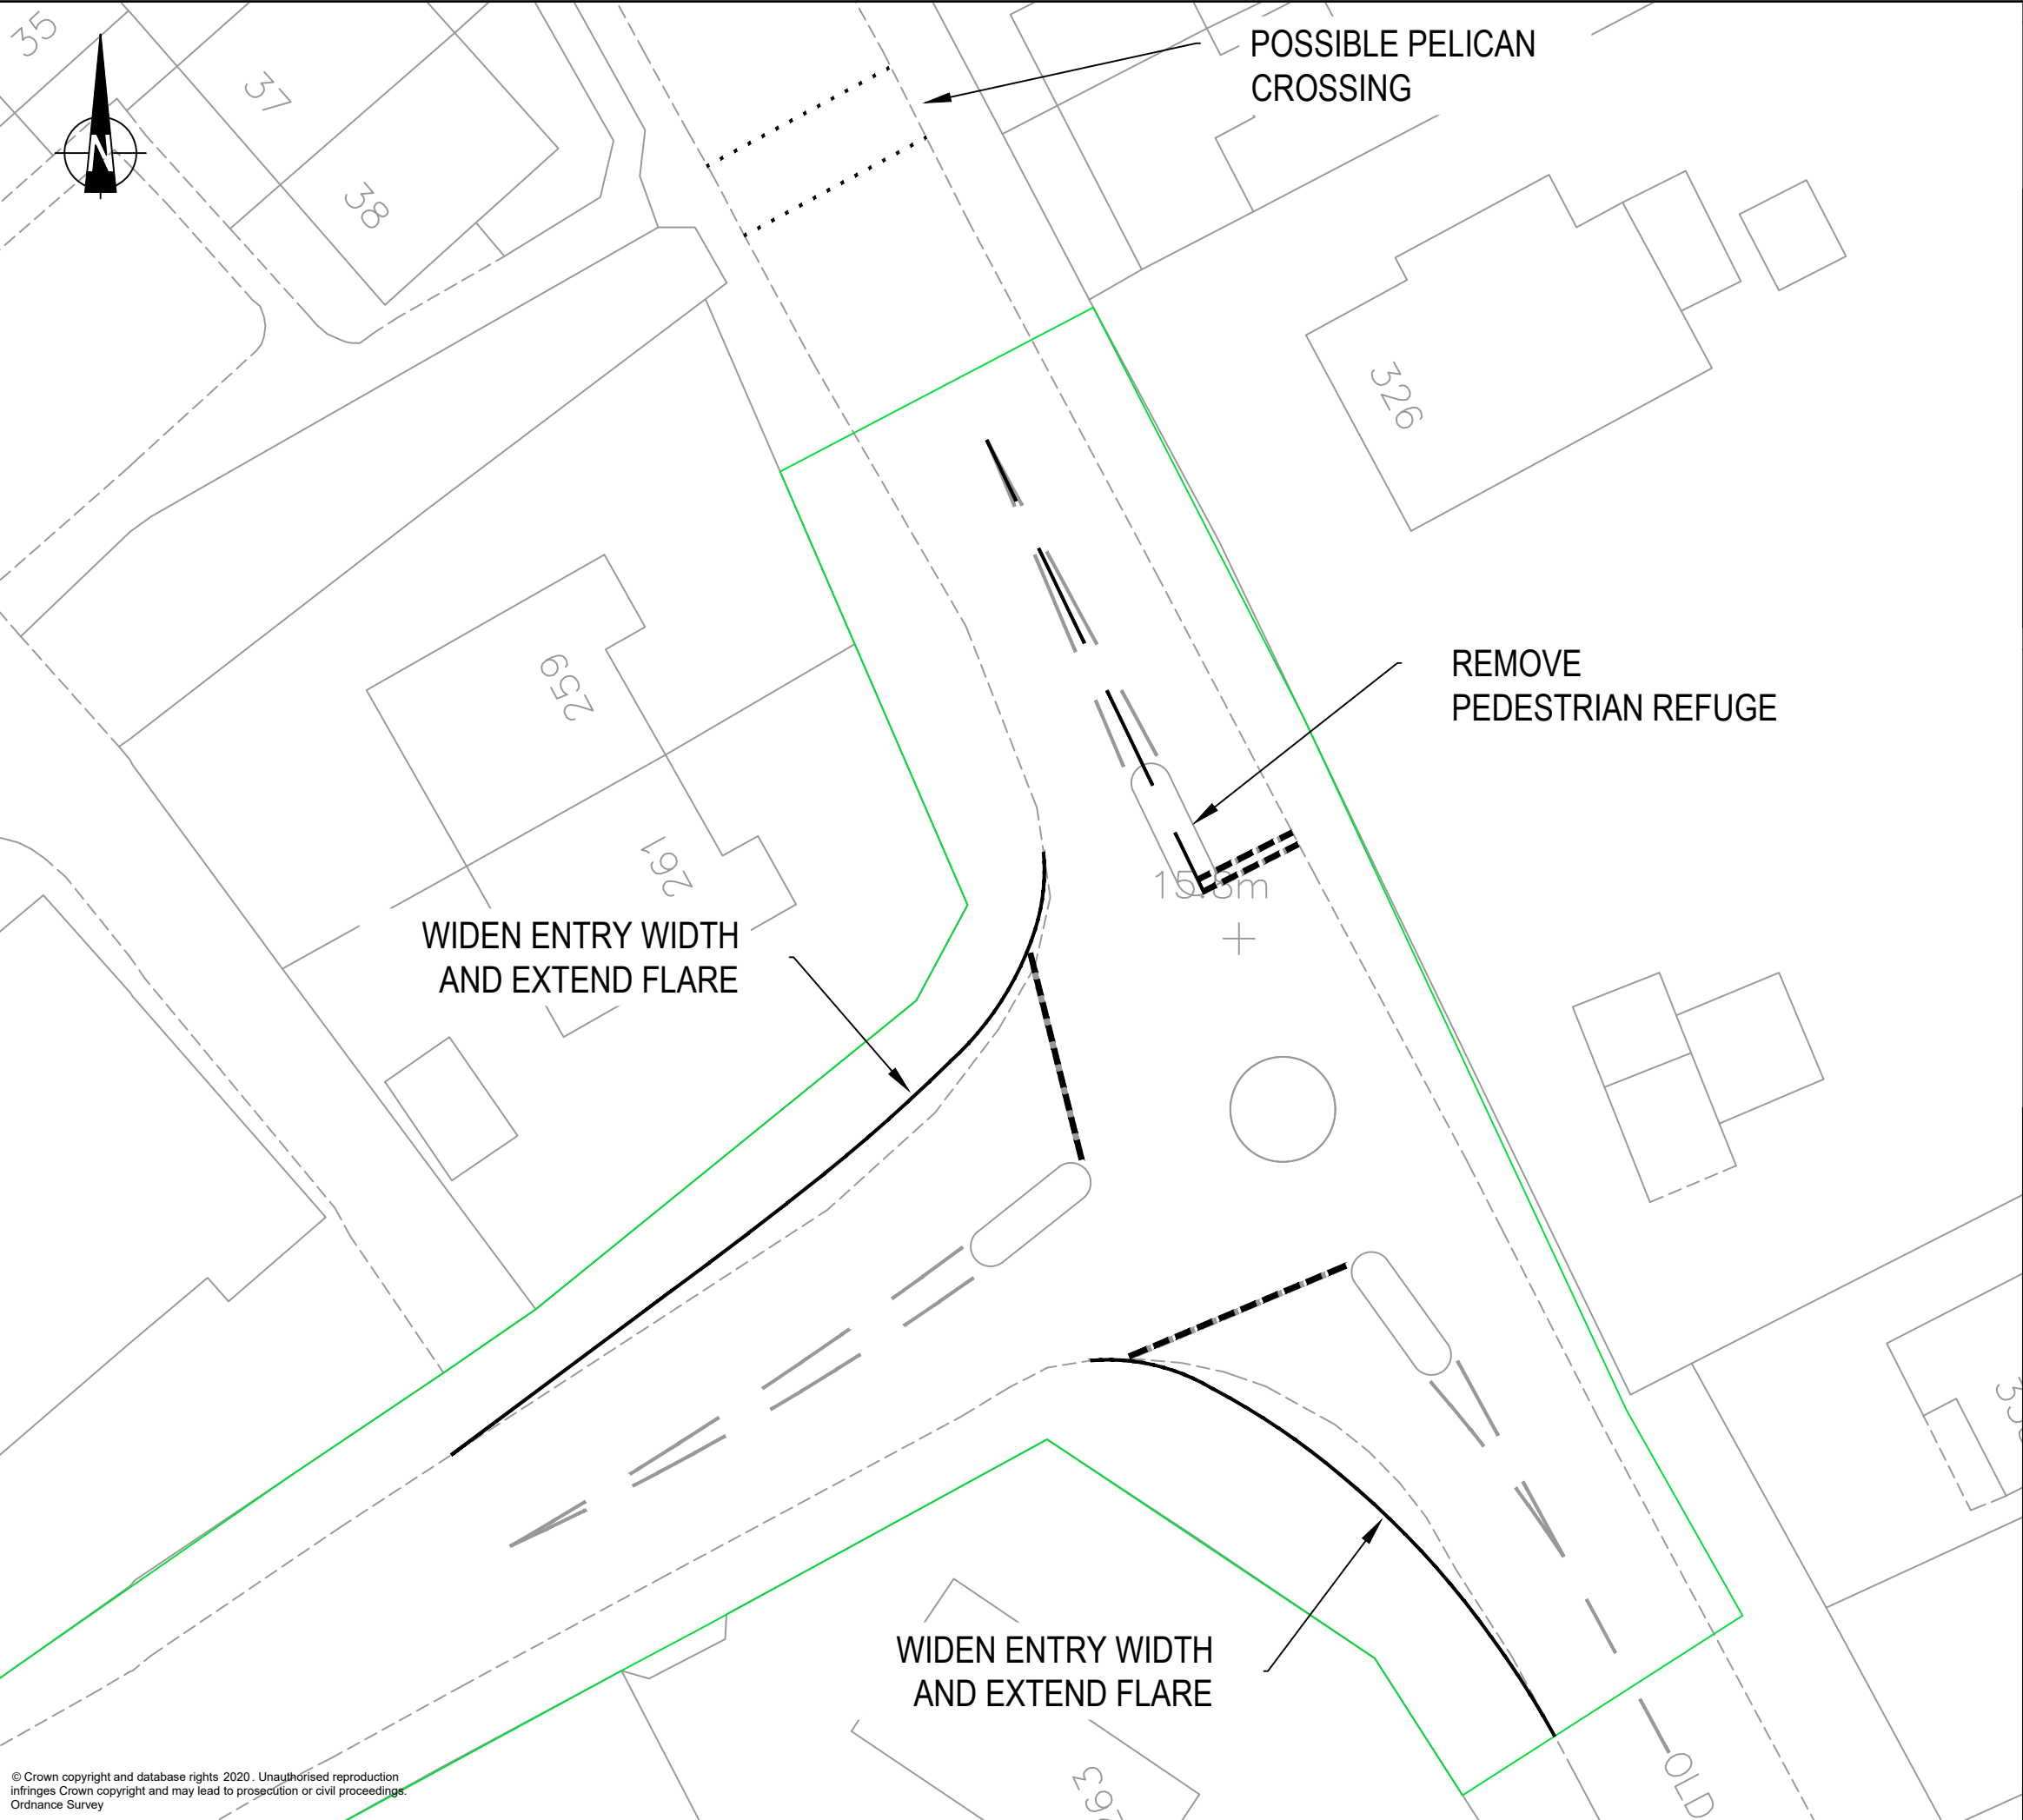 35
37
38
N
POSSIBLE PELICAN
CROSSING
326
259
REMOVE
PEDESTRIAN REFUGE
261
15.8m
WIDEN ENTRY WIDTH
AND EXTEND FLARE
WIDEN ENTRY WIDTH
AND EXTEND FLARE
OLD
© Crown copyright and database rights 2020. Unauthorised reproduction
infringes Crown copyright and may lead to prosecution or civil proceedings.
Ordnance Survey